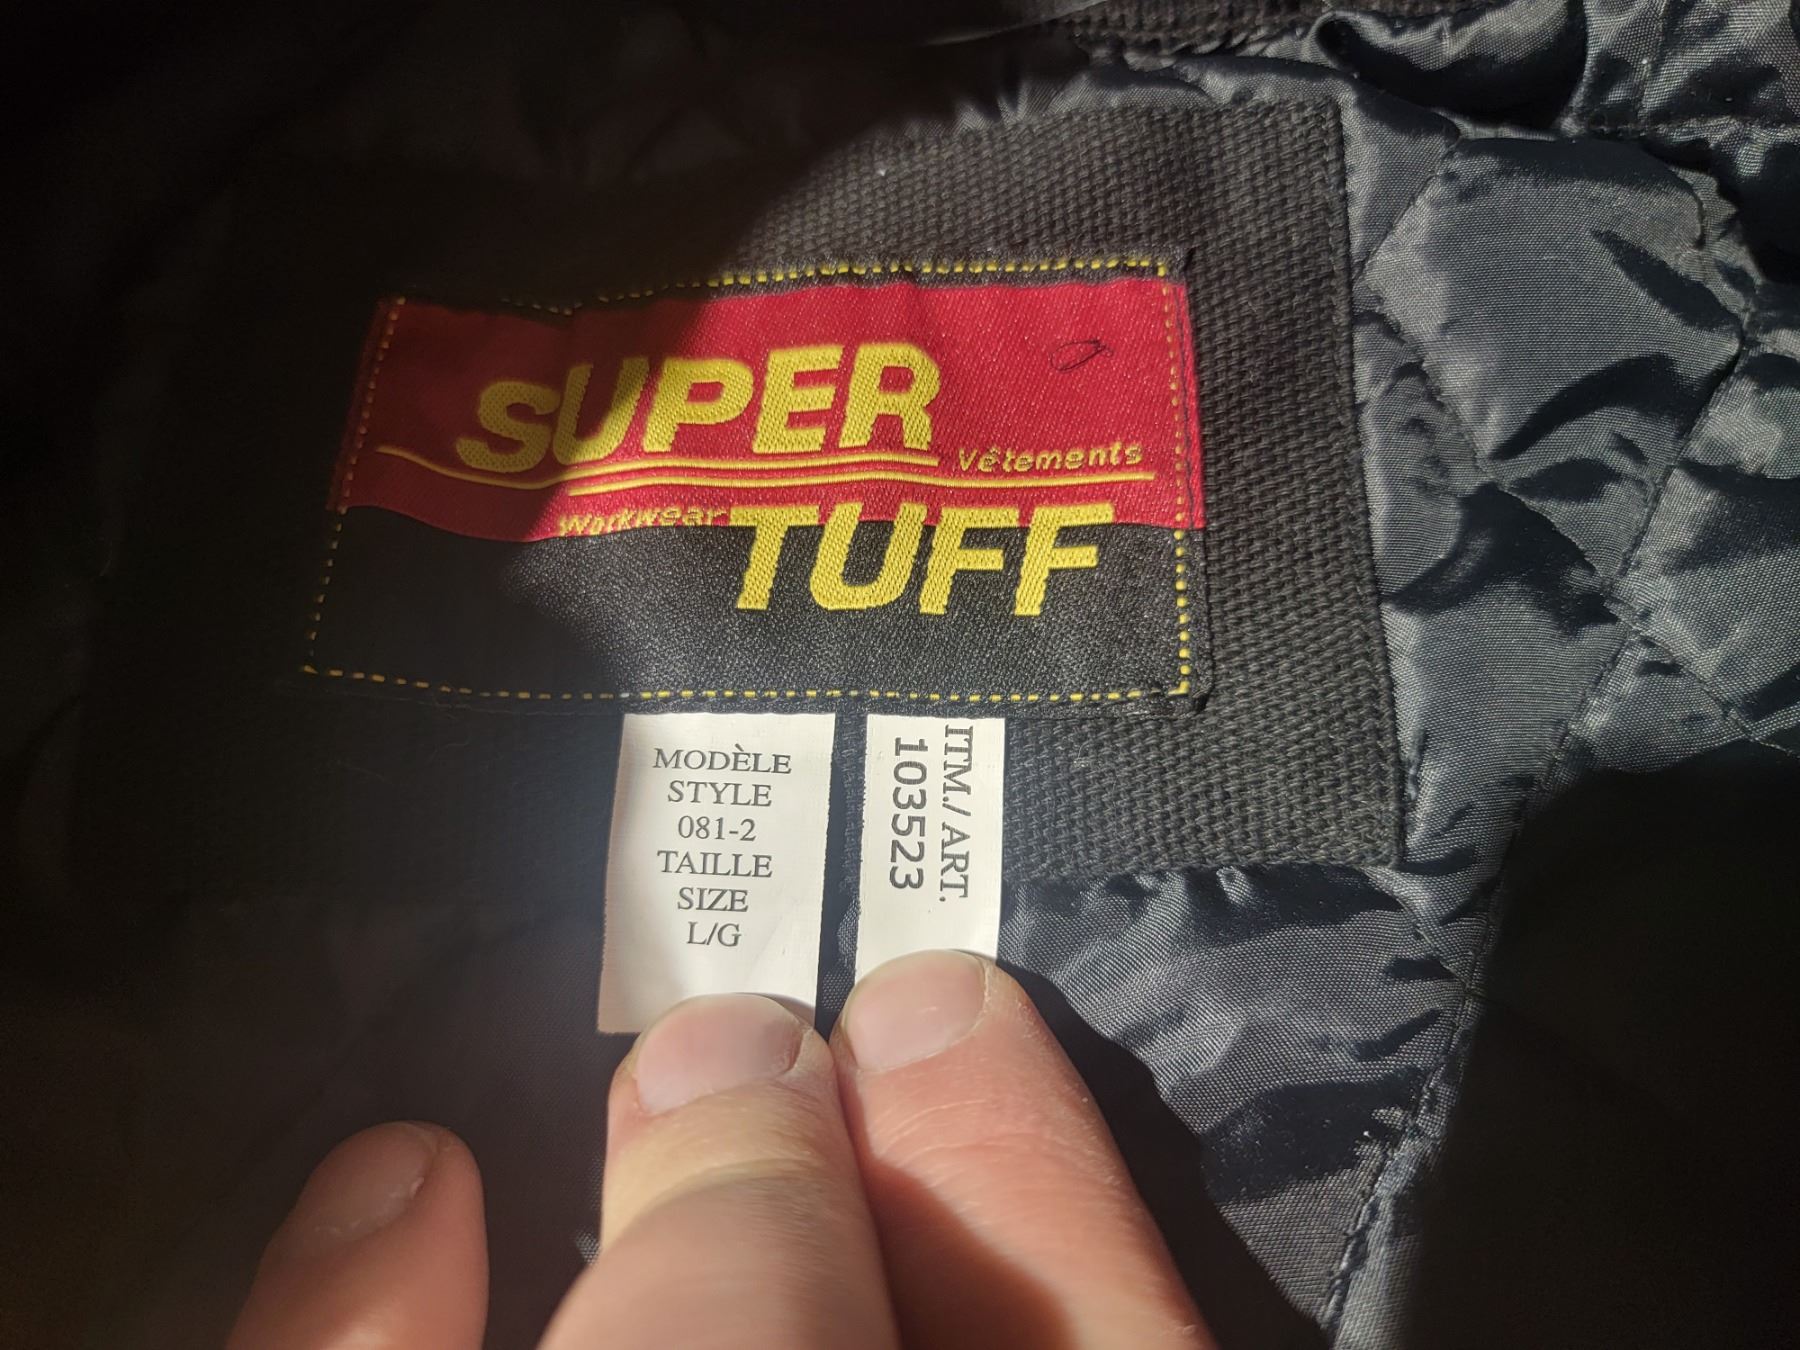 SUPER
Vêtements
Workwear
TUFF
MODÈLE
STYLE
081-2
TAILLE
SIZE
L/G
ITM./ ART.
103523